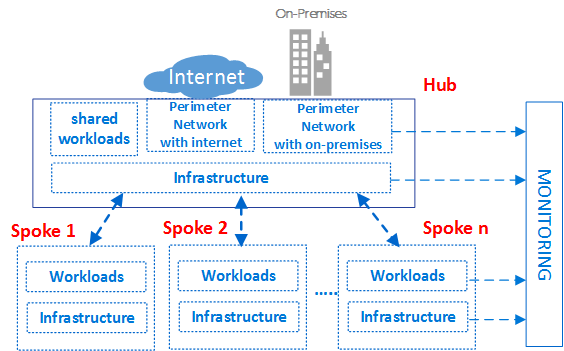 On-Premises
Internet
Hub
shared
workloads
Perimeter
Network
with internet
Perimeter
Network
with on-premises
Infrastructure
MONITORING
Spoke 1
Spoke 2
Spoke n
Workloads
Infrastructure
Workloads
Infrastructure
.....
Workloads
Infrastructure